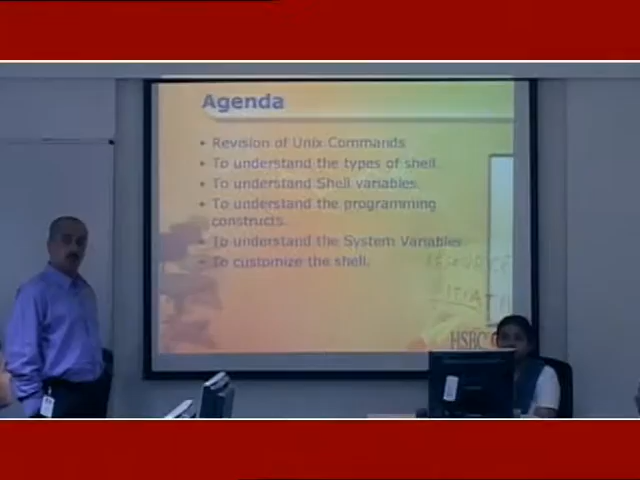 Agenda
• Revision of Unix Commands
• To understand the types of shell.
• To understand Shell variables.
• To understand the programming
constructs.
• To understand the System Variables.
• To customize the shell.
HSBC